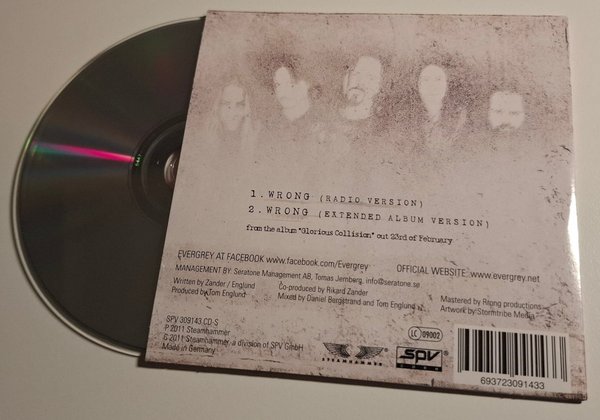 1. WRONG (RADIO VERSION)
2. WRONG (EXTENDED ALBUM VERSION)
from the album "Glorious Collision" out 23rd of February
EVERGREY AT FACEBOOK www.facebook.com/Evergrey
OFFICIAL WEBSITE: www.evergrey.net
MANAGEMENT BY: Seratone Management AB, Tomas Jernberg, info@seratone.se
Written by Zander / Englund
Produced by Tom Englund
Co-produced by Rikard Zander
Mixed by Daniel Bergstrand and Tom Englund
Mastered by Riqng productions
Artwork by Stormtribe Media
SPV 309143 CD-S
P 2011 Steamhammer
© 2011 Steamhammer, a division of SPV GmbH
Made in Germany
STEAMHAMMER
SPV
LC 09002
693723091433